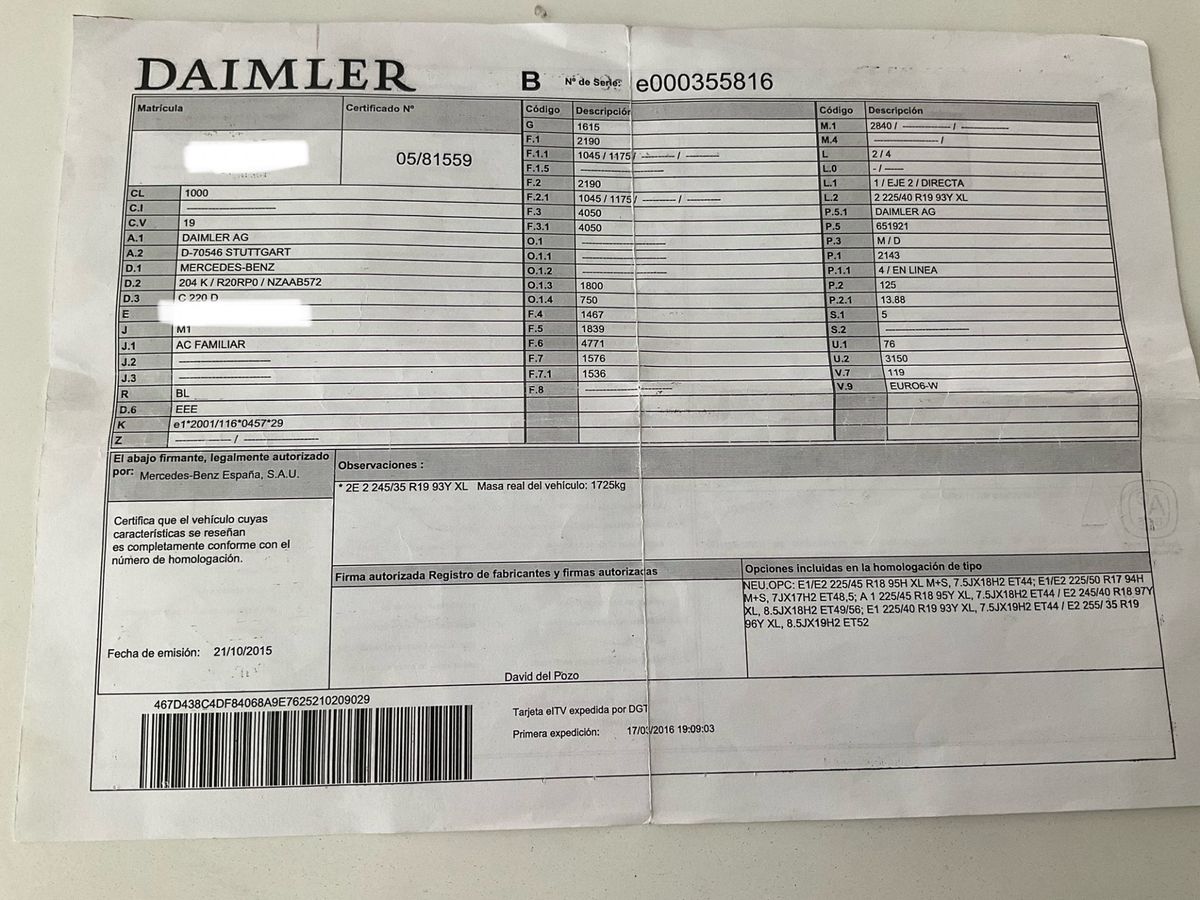 DAIMLER
B Nº de Serie: e000355816
Matrícula
Certificado Nº
05/81559
CL 1000
C.I
C.V 19
A.1 DAIMLER AG
A.2 D-70546 STUTTGART
D.1 MERCEDES-BENZ
D.2 204 K / R20RP0 / NZAAB572
D.3 C 220 D
E
J M1
J.1 AC FAMILIAR
J.2
J.3
R BL
D.6 EEE
K e1*2001/116*0457*29
Z ---------- / ----------
Código Descripción
G 1615
F.1 2190
F.1.1 1045 / 1175 / ---------- / ----------
F.1.5
F.2 2190
F.2.1 1045 / 1175 / ---------- / ----------
F.3 4050
F.3.1 4050
O.1
O.1.1
O.1.2
O.1.3 1800
O.1.4 750
F.4 1467
F.5 1839
F.6 4771
F.7 1576
F.7.1 1536
F.8
Código Descripción
M.1 2840 / ---------- / ----------
M.4 ---------- /
L 2 / 4
L.0 - / -----
L.1 1 / EJE 2 / DIRECTA
L.2 2 225/40 R19 93Y XL
P.5.1 DAIMLER AG
P.5 651921
P.3 M / D
P.1 2143
P.1.1 4 / EN LINEA
P.2 125
P.2.1 13.88
S.1 5
S.2
U.1 76
U.2 3150
V.7 119
V.9 EURO6-W
El abajo firmante, legalmente autorizado
por: Mercedes-Benz España, S.A.U.
Certifica que el vehículo cuyas
características se reseñan
es completamente conforme con el
número de homologación.
Fecha de emisión: 21/10/2015
Observaciones :
* 2E 2 245/35 R19 93Y XL Masa real del vehículo: 1725kg
Firma autorizada Registro de fabricantes y firmas autorizadas
David del Pozo
Opciones incluidas en la homologación de tipo
NEU.OPC: E1/E2 225/45 R18 95H XL M+S, 7.5JX18H2 ET44; E1/E2 225/50 R17 94H
M+S, 7JX17H2 ET48,5; A 1 225/45 R18 95Y XL, 7.5JX18H2 ET44 / E2 245/40 R18 97Y
XL, 8.5JX18H2 ET49/56; E1 225/40 R19 93Y XL, 7.5JX19H2 ET44 / E2 255/ 35 R19
96Y XL, 8.5JX19H2 ET52
467D438C4DF84068A9E7625210209029
Tarjeta eITV expedida por DGT
Primera expedición: 17/03/2016 19:09:03